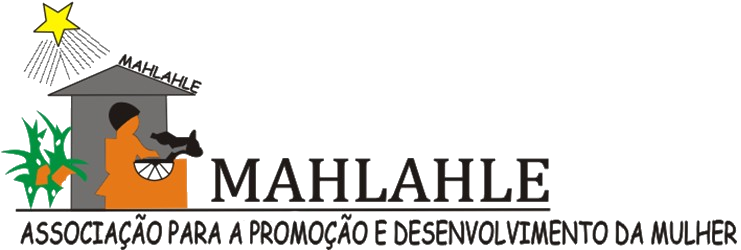 MAHLAHLE
MAHLAHLE
ASSOCIAÇÃO PARA A PROMOÇÃO E DESENVOLVIMENTO DA MULHER